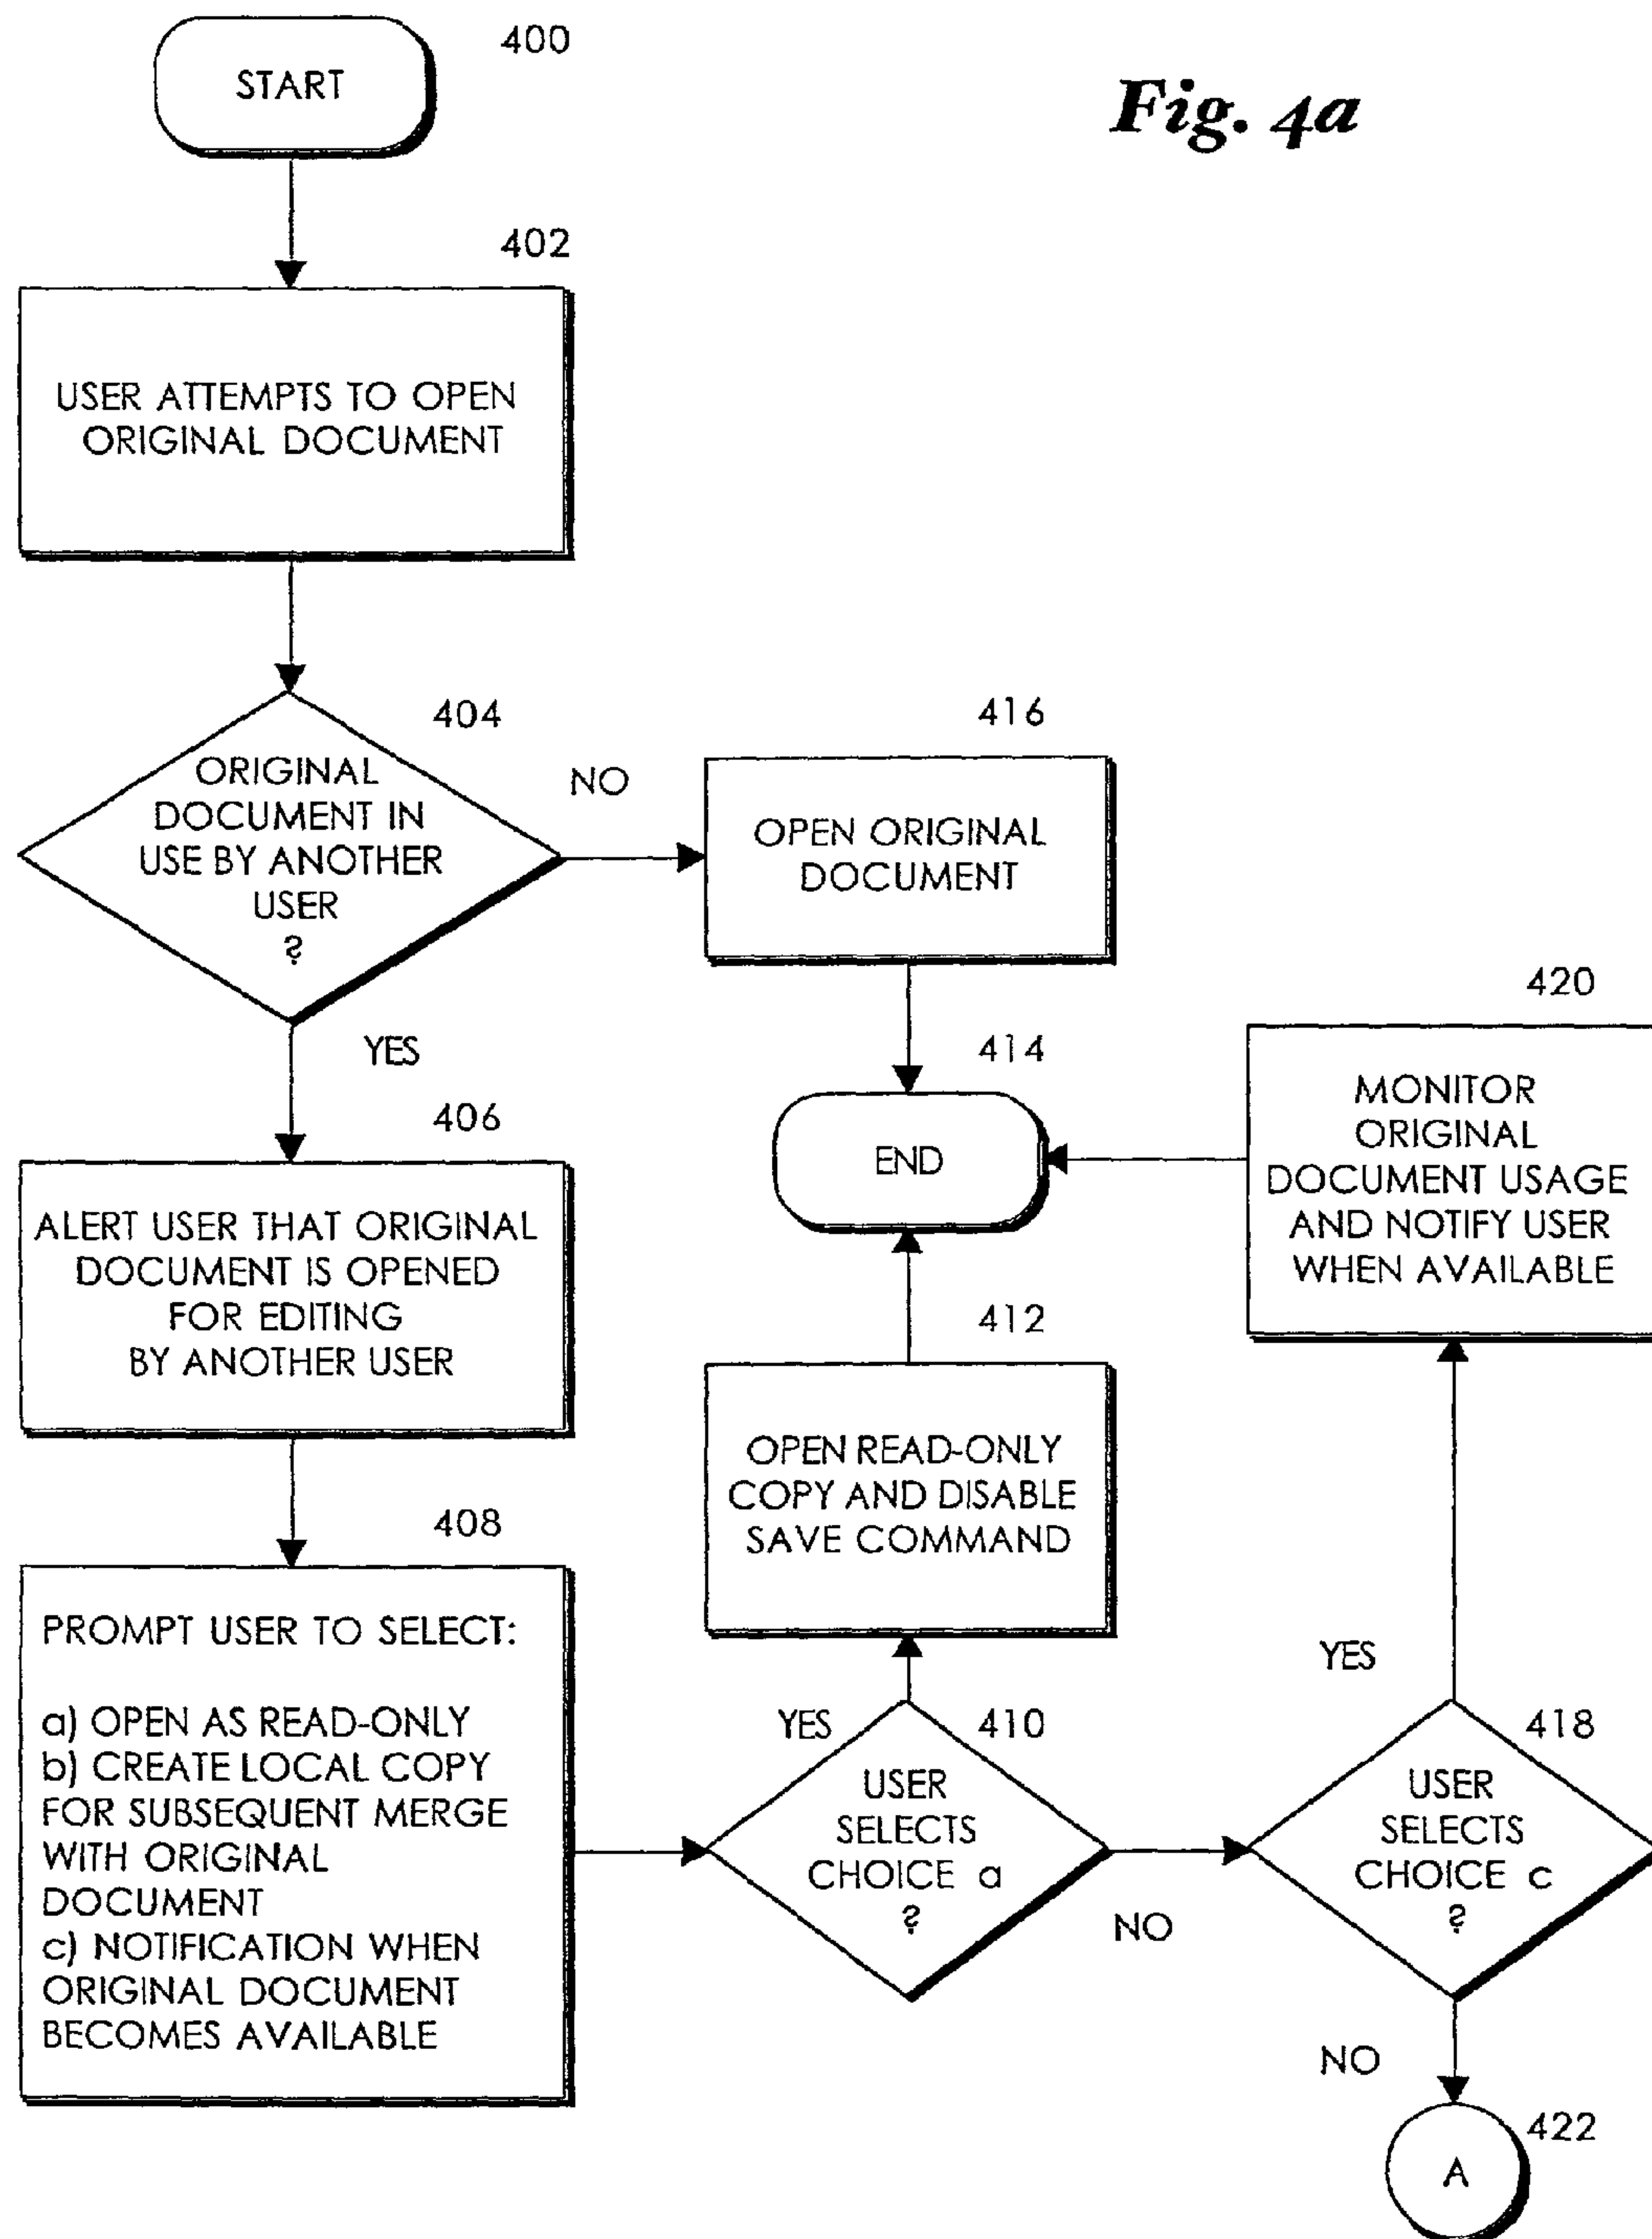 400
START
Fig. 4a
402
USER ATTEMPTS TO OPEN
ORIGINAL DOCUMENT
404
ORIGINAL
DOCUMENT IN
USE BY ANOTHER
USER
?
NO
416
OPEN ORIGINAL
DOCUMENT
YES
414
END
420
MONITOR
ORIGINAL
DOCUMENT USAGE
AND NOTIFY USER
WHEN AVAILABLE
406
ALERT USER THAT ORIGINAL
DOCUMENT IS OPENED
FOR EDITING
BY ANOTHER USER
412
OPEN READ-ONLY
COPY AND DISABLE
SAVE COMMAND
408
PROMPT USER TO SELECT:
a) OPEN AS READ-ONLY
b) CREATE LOCAL COPY
FOR SUBSEQUENT MERGE
WITH ORIGINAL
DOCUMENT
c) NOTIFICATION WHEN
ORIGINAL DOCUMENT
BECOMES AVAILABLE
YES
410
USER
SELECTS
CHOICE a
?
NO
YES
418
USER
SELECTS
CHOICE c
?
NO
422
A